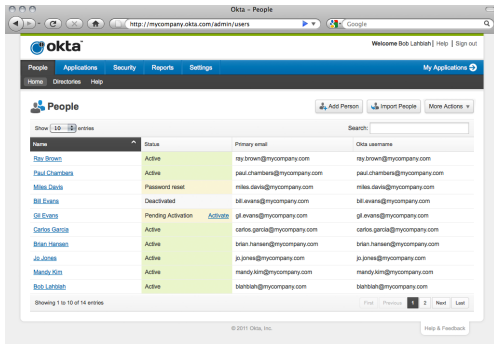 Okta – People
http://mycompany.okta.com/admin/users
Google
okta
Welcome Bob Lahblah | Help | Sign out
People Applications Security Reports Settings My Applications
Home Directories Help
People
Add Person Import People More Actions
Show 10 entries Search:
Name Status Primary email Okta username
Ray Brown Active ray.brown@mycompany.com ray.brown@mycompany.com
Paul Chambers Active paul.chambers@mycompany.com paul.chambers@mycompany.com
Miles Davis Password reset miles.davis@mycompany.com miles.davis@mycompany.com
Bill Evans Deactivated bill.evans@mycompany.com bill.evans@mycompany.com
Gil Evans Pending Activation Activate gil.evans@mycompany.com gil.evans@mycompany.com
Carlos Garcia Active carlos.garcia@mycompany.com carlos.garcia@mycompany.com
Brian Hansen Active brian.hansen@mycompany.com brian.hansen@mycompany.com
Jo Jones Active jo.jones@mycompany.com jo.jones@mycompany.com
Mandy Kim Active mandy.kim@mycompany.com mandy.kim@mycompany.com
Bob Lahblah Active blahblah@mycompany.com blahblah@mycompany.com
Showing 1 to 10 of 14 entries First Previous 1 2 Next Last
© 2011 Okta, Inc. Help & Feedback